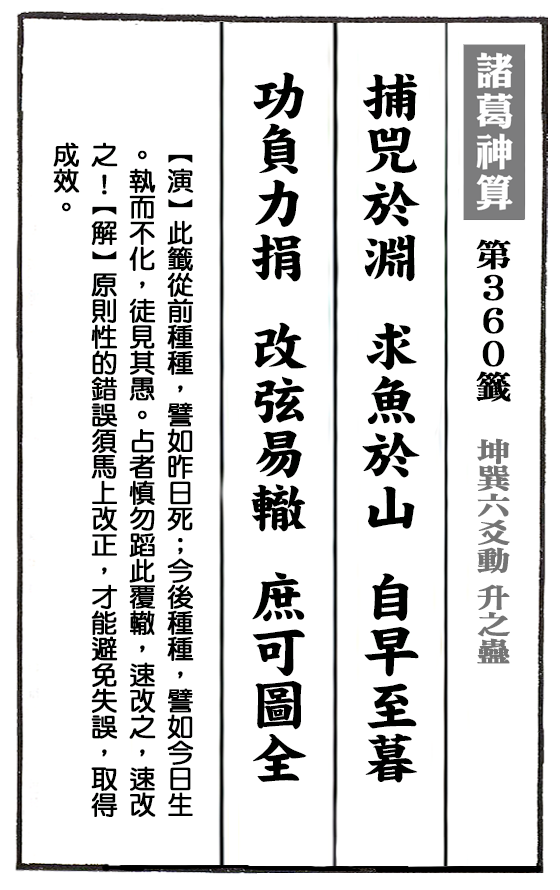 諸葛神算 第360籤 坤巽六爻動 升之蠱
捕兕於淵 求魚於山 自早至暮
功負力捐 改弦易轍 庶可圖全
【演】此籤從前種種，譬如昨日死；今後種種，譬如今日生
。執而不化，徒見其愚。占者慎勿蹈此覆轍，速改之，速改
之！【解】原則性的錯誤須馬上改正，才能避免失誤，取得
成效。